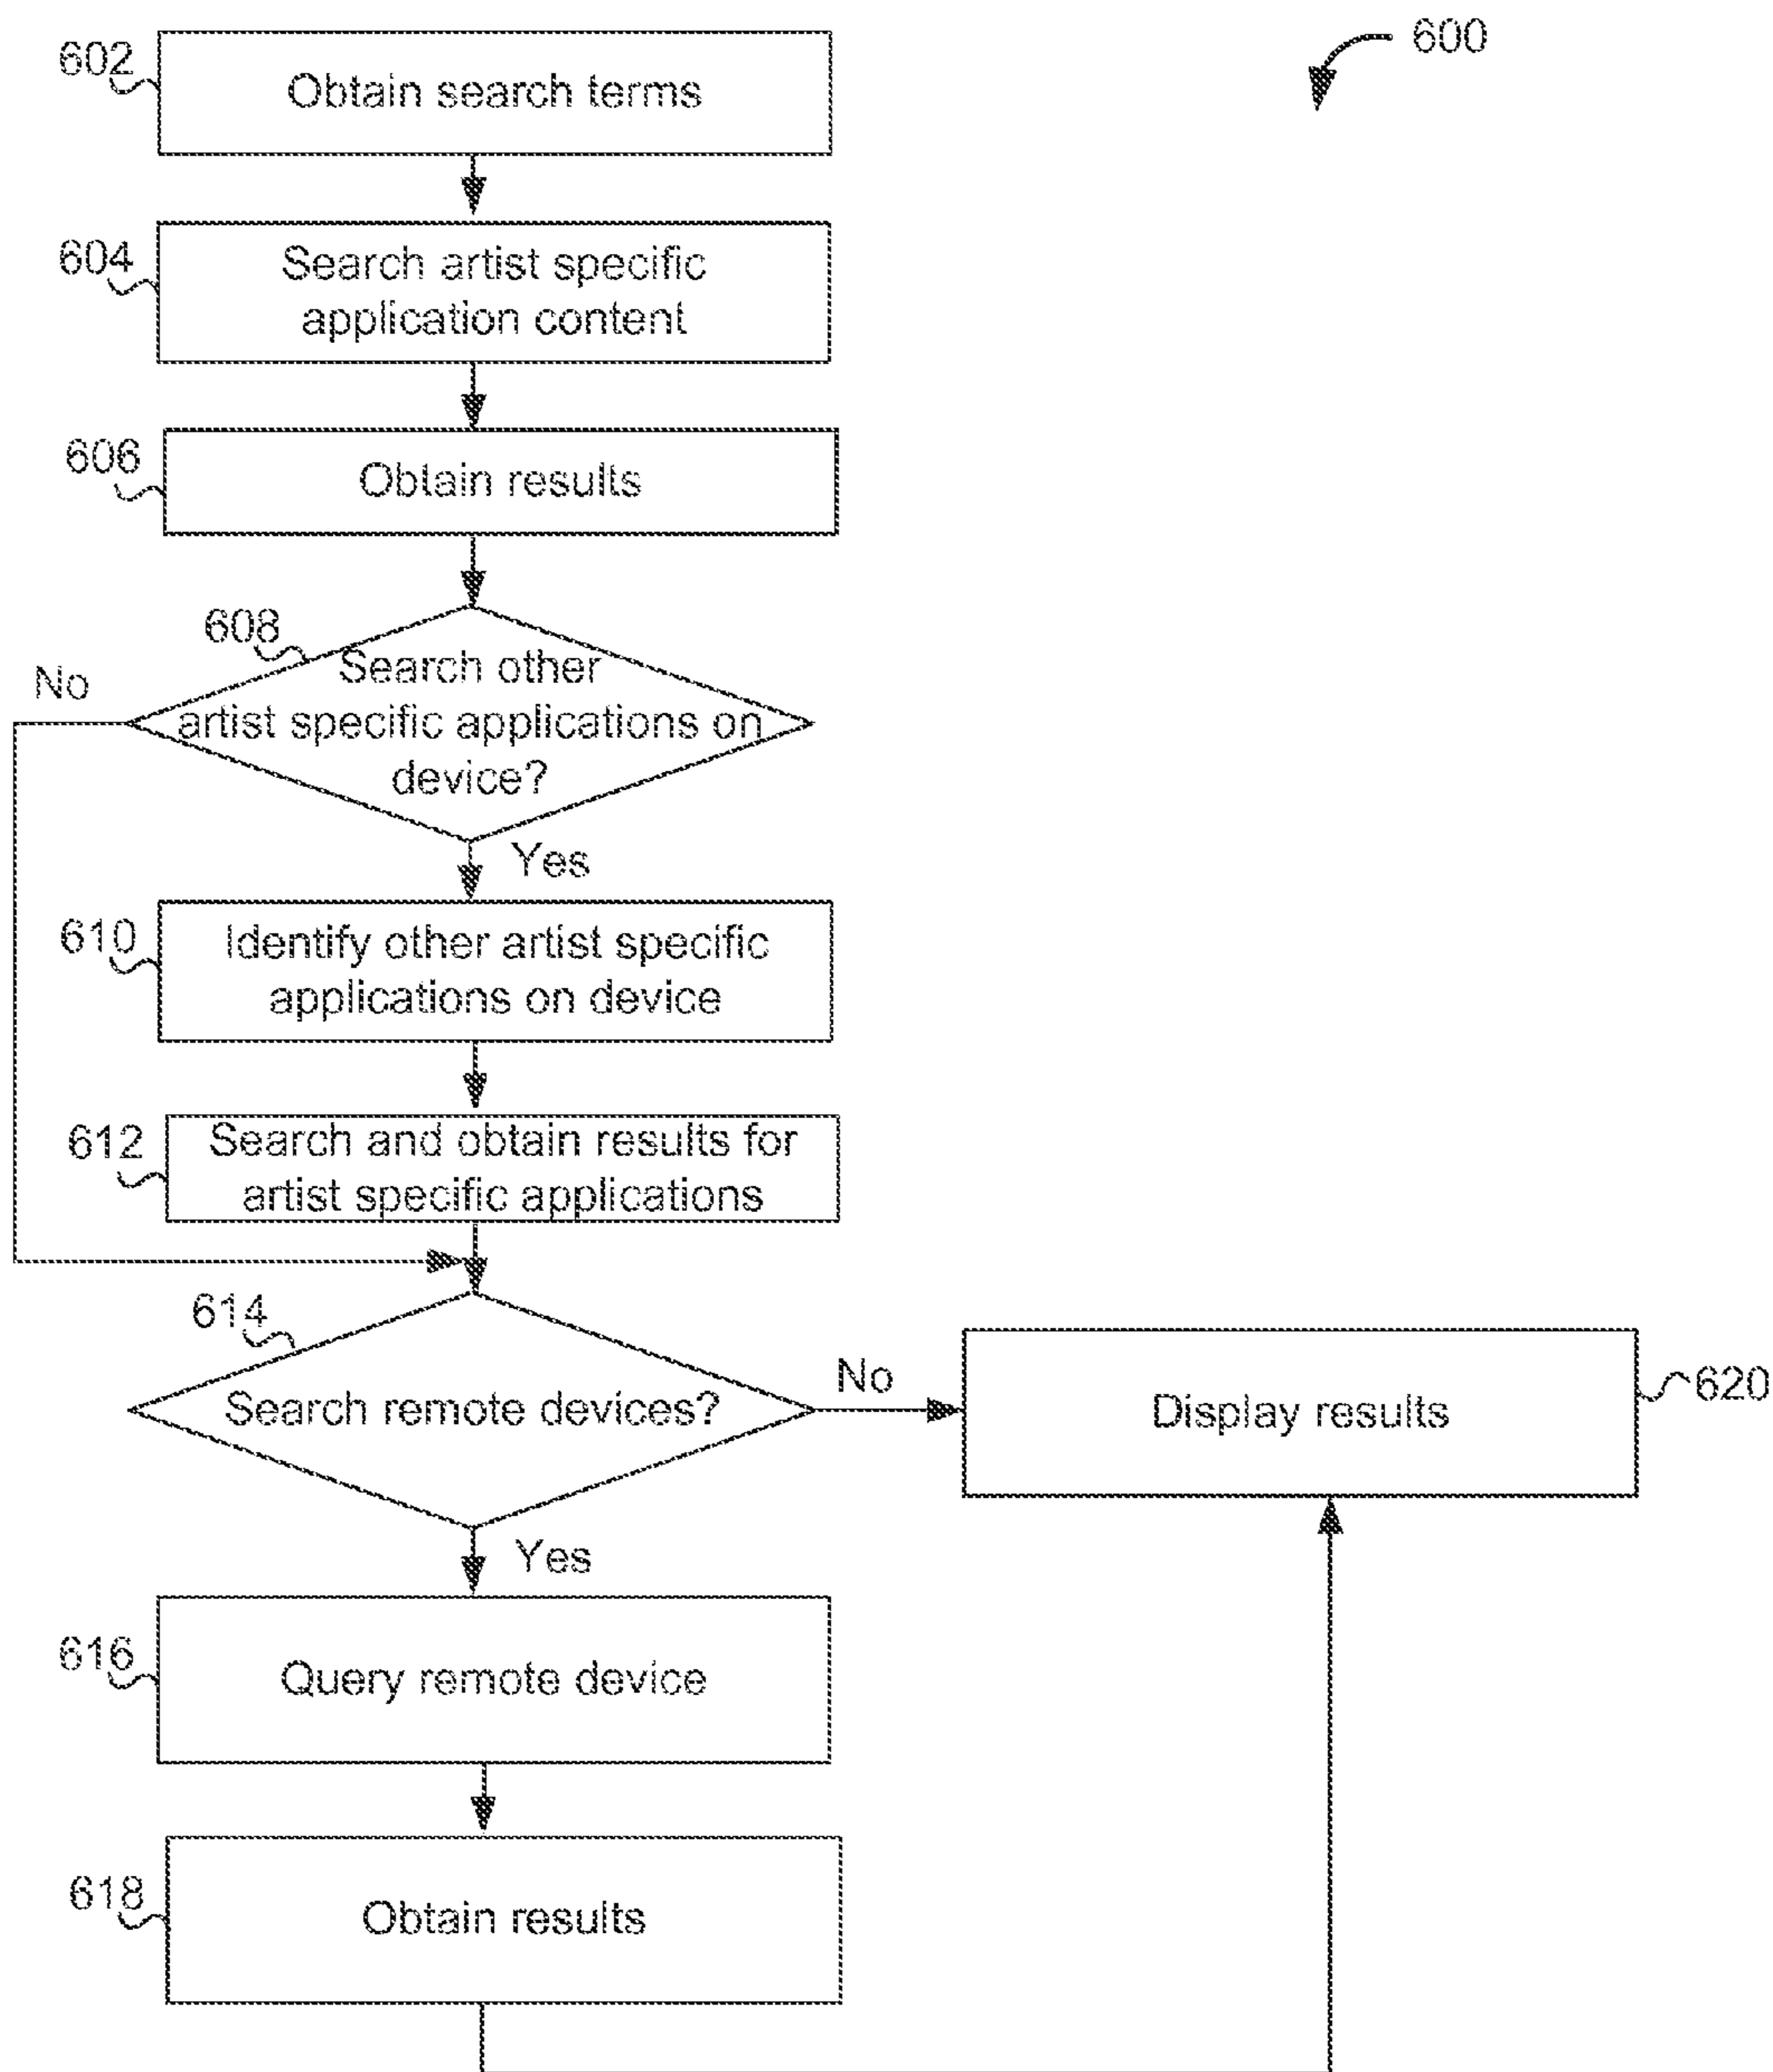 600
602
Obtain search terms
604
Search artist specific
application content
606
Obtain results
608
No
Search other
artist specific applications on
device?
Yes
610
Identify other artist specific
applications on device
612
Search and obtain results for
artist specific applications
614
Search remote devices?
No
Display results
620
Yes
616
Query remote device
618
Obtain results